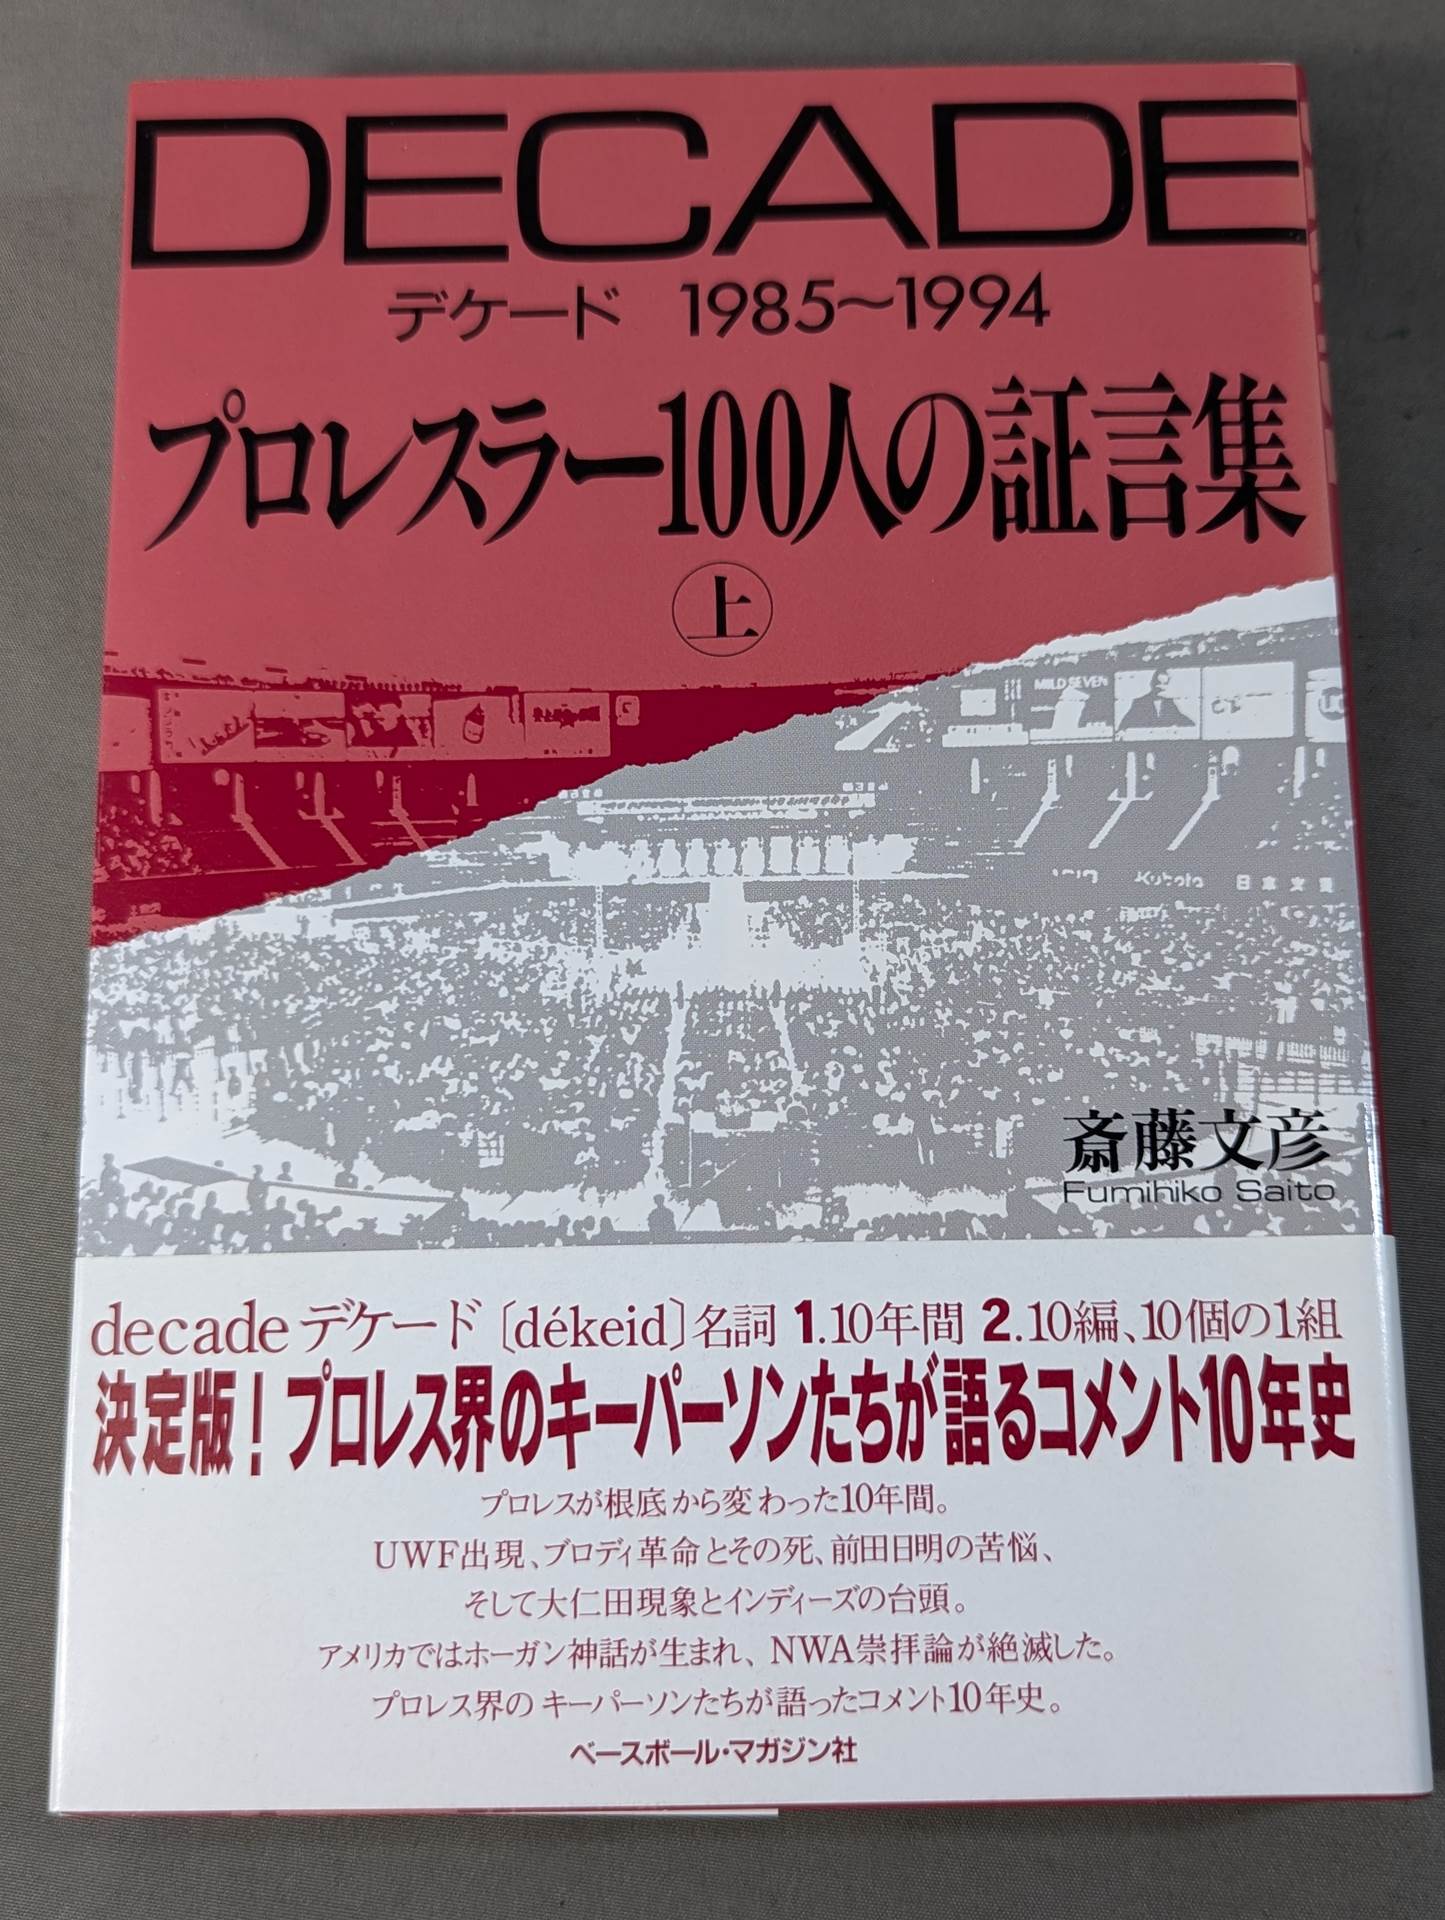 DECADE
デケード 1985〜1994
プロレスラー100人の証言集
上
MILD SEVEN
Kubota
斎藤文彦
Fumihiko Saito
decade デケード〔dékeid〕名詞 1.10年間 2.10編、10個の1組
決定版！プロレス界のキーパーソンたちが語るコメント10年史
プロレスが根底から変わった10年間。
UWF出現、ブロディ革命とその死、前田日明の苦悩、
そして大仁田現象とインディーズの台頭。
アメリカではホーガン神話が生まれ、NWA崇拝論が絶滅した。
プロレス界のキーパーソンたちが語ったコメント10年史。
ベースボール・マガジン社